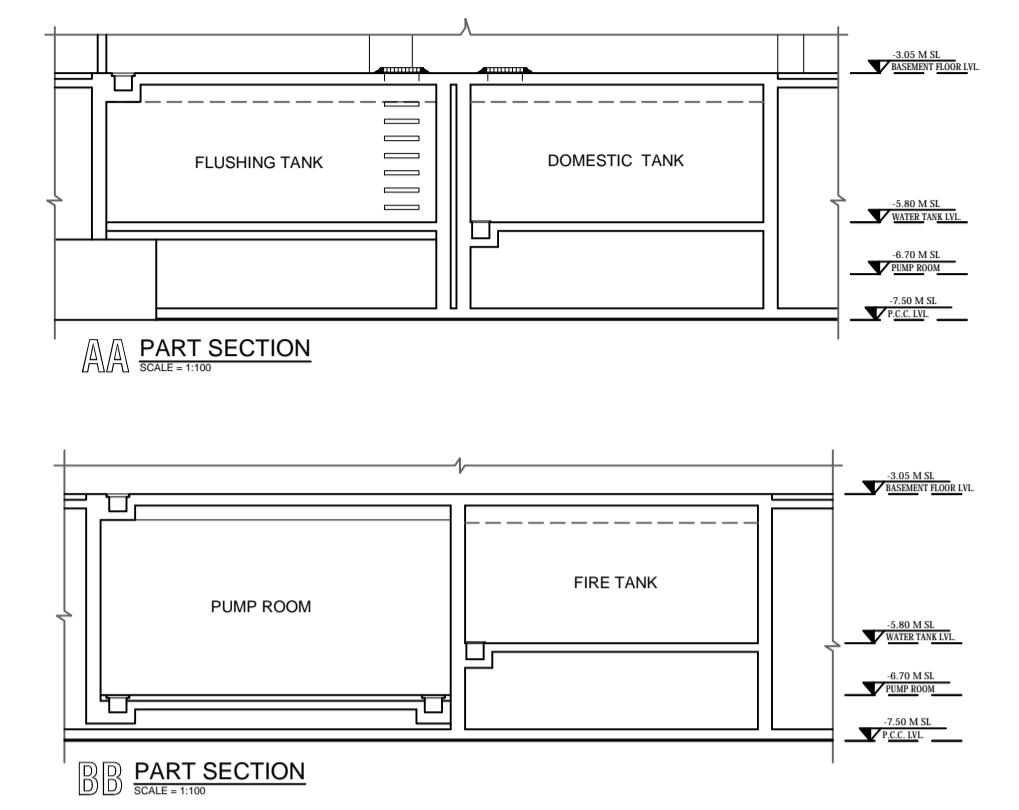 -3.05 M SL
BASEMENT FLOOR LVL.
FLUSHING TANK
DOMESTIC TANK
-5.80 M SL
WATER TANK LVL.
-6.70 M SL
PUMP ROOM
-7.50 M SL
P.C.C. LVL.
AA PART SECTION
SCALE = 1:100
-3.05 M SL
BASEMENT FLOOR LVL.
FIRE TANK
PUMP ROOM
-5.80 M SL
WATER TANK LVL.
-6.70 M SL
PUMP ROOM
-7.50 M SL
P.C.C. LVL.
BB PART SECTION
SCALE = 1:100